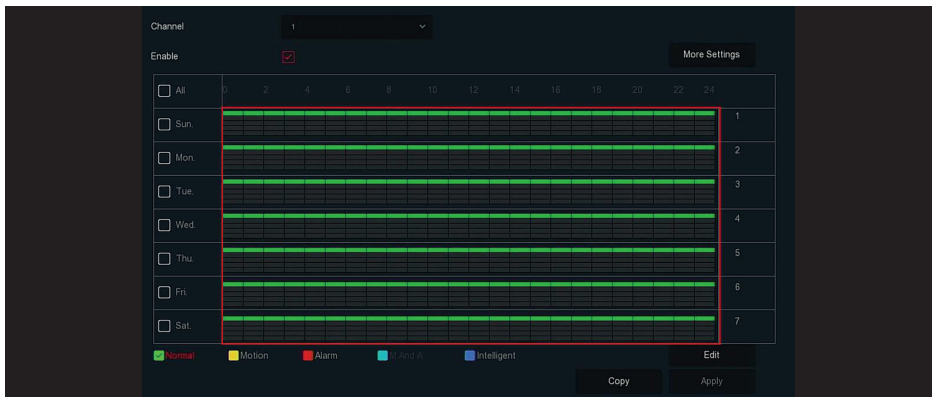 Channel 1
Enable
More Settings
All 0 2 4 6 8 10 12 14 16 18 20 22 24
Sun. 1
Mon. 2
Tue. 3
Wed. 4
Thu. 5
Fri. 6
Sat. 7
Normal Motion Alarm M And A Intelligent Edit
Copy Apply